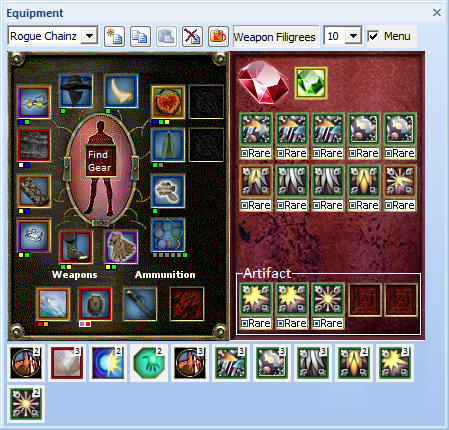 Equipment
Rogue Chainz Weapon Filigrees 10 Menu
Find
Gear
Rare Rare Rare Rare Rare
Rare Rare Rare Rare Rare
Weapons Ammunition
Artifact
Rare Rare Rare
2 3 2 2 3 3 3 3 2 3
2